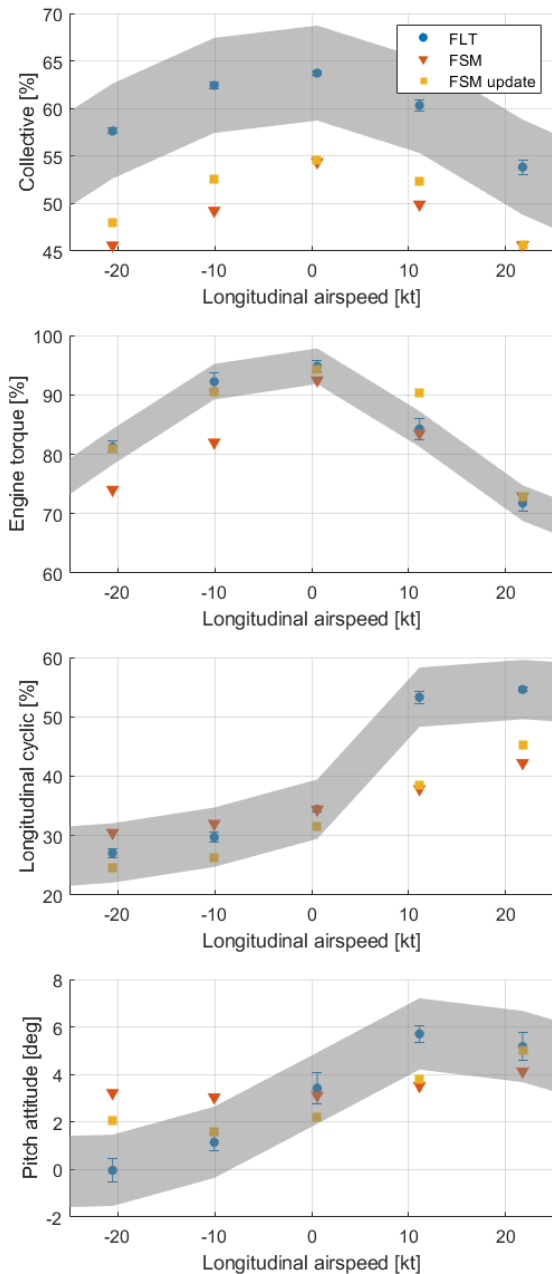 70
65
60
55
50
45
Collective [%]
FLT
FSM
FSM update
-20 -10 0 10 20
Longitudinal airspeed [kt]
100
90
80
70
60
Engine torque [%]
-20 -10 0 10 20
Longitudinal airspeed [kt]
60
50
40
30
20
Longitudinal cyclic [%]
-20 -10 0 10 20
Longitudinal airspeed [kt]
8
6
4
2
0
-2
Pitch attitude [deg]
-20 -10 0 10 20
Longitudinal airspeed [kt]